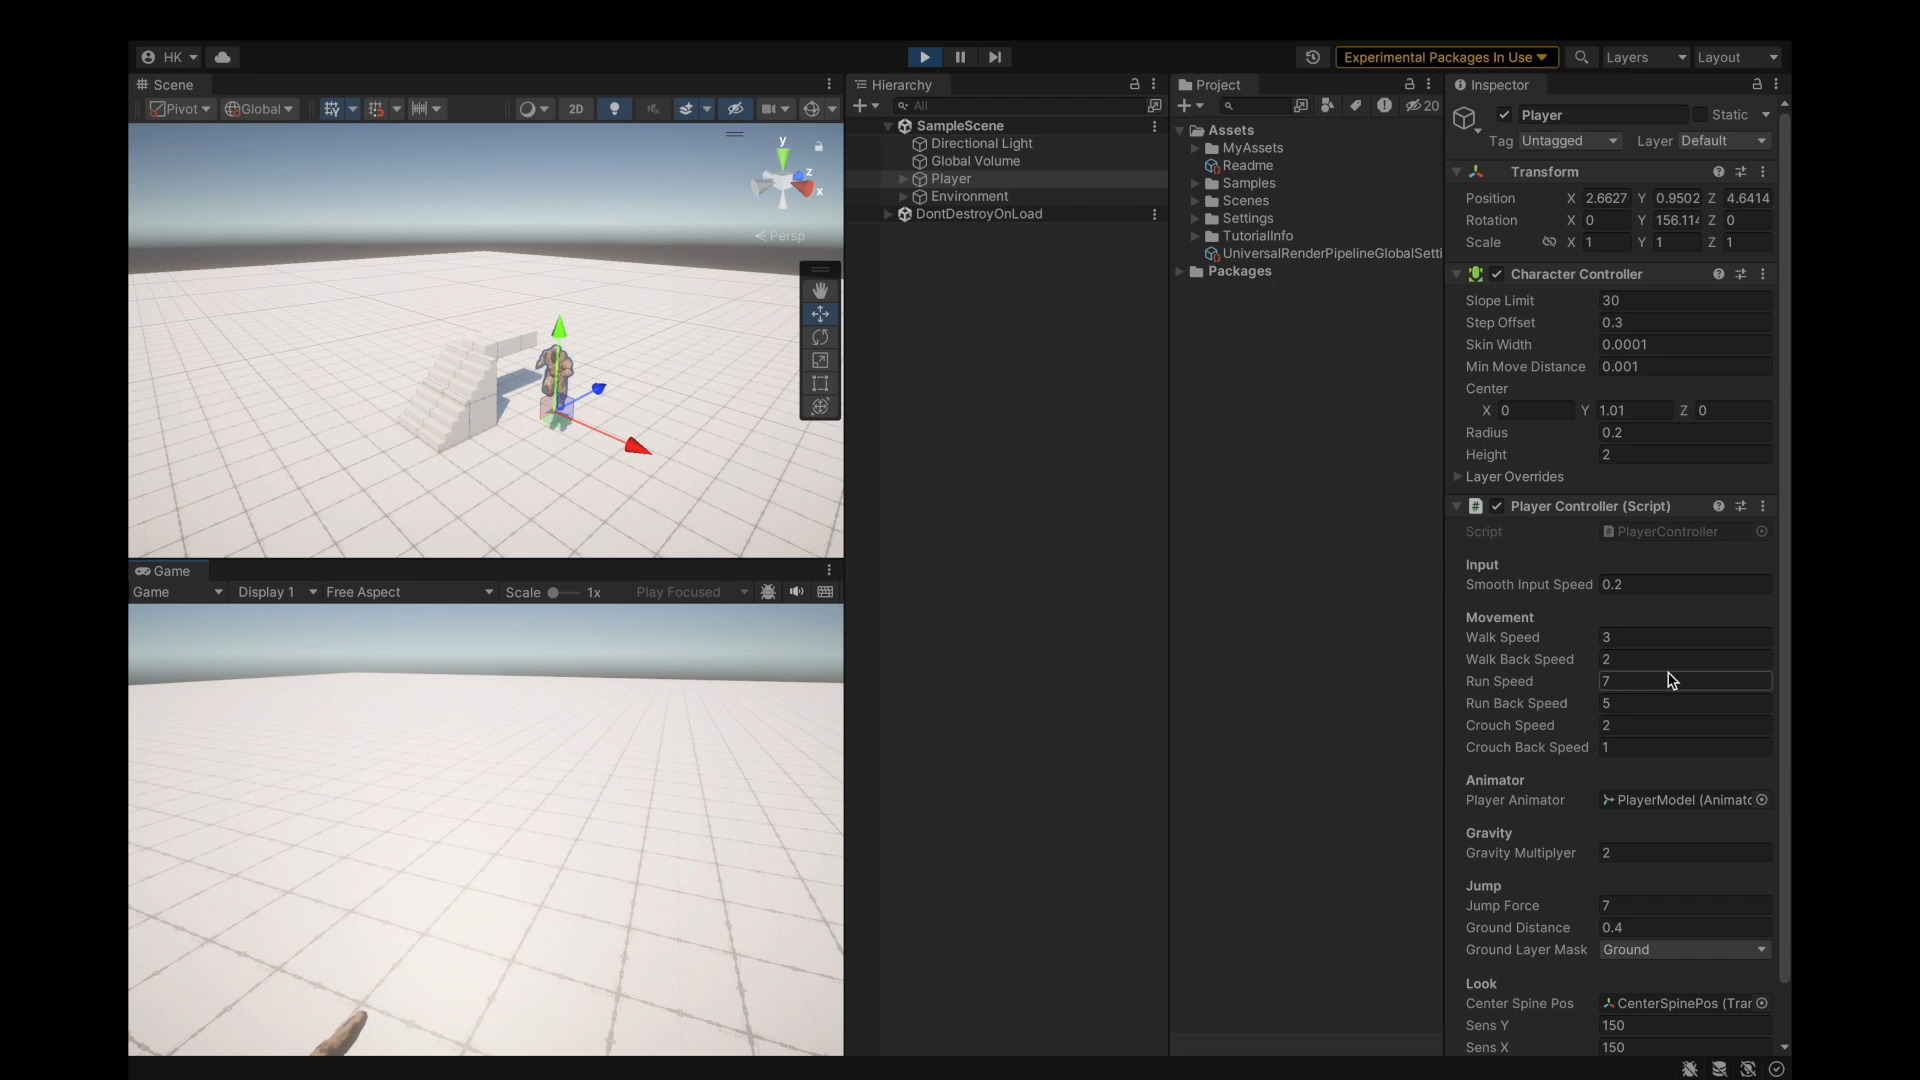 HK
Experimental Packages In Use
Layers
Layout
Scene
Pivot
Global
2D
y
z
x
Persp
Hierarchy
All
SampleScene
Directional Light
Global Volume
Player
Environment
DontDestroyOnLoad
Project
20
Assets
MyAssets
Readme
Samples
Scenes
Settings
TutorialInfo
UniversalRenderPipelineGlobalSetti
Packages
Game
Game
Display 1
Free Aspect
Scale
1x
Play Focused
Inspector
Player
Static
Tag Untagged
Layer Default
Transform
Position X 2.6627 Y 0.9502 Z 4.6414
Rotation X 0 Y 156.114 Z 0
Scale X 1 Y 1 Z 1
Character Controller
Slope Limit 30
Step Offset 0.3
Skin Width 0.0001
Min Move Distance 0.001
Center
X 0 Y 1.01 Z 0
Radius 0.2
Height 2
Layer Overrides
# Player Controller (Script)
Script PlayerController
Input
Smooth Input Speed 0.2
Movement
Walk Speed 3
Walk Back Speed 2
Run Speed 7
Run Back Speed 5
Crouch Speed 2
Crouch Back Speed 1
Animator
Player Animator PlayerModel (Animato
Gravity
Gravity Multiplyer 2
Jump
Jump Force 7
Ground Distance 0.4
Ground Layer Mask Ground
Look
Center Spine Pos CenterSpinePos (Trar
Sens Y 150
Sens X 150